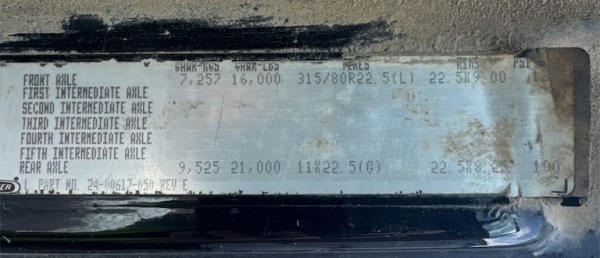 GAWR-KGS GAWR-LBS TIRES RIMS PSI
FRONT AXLE 7,257 16,000 315/80R22.5(L) 22.5X9.00
FIRST INTERMEDIATE AXLE
SECOND INTERMEDIATE AXLE
THIRD INTERMEDIATE AXLE
FOURTH INTERMEDIATE AXLE
FIFTH INTERMEDIATE AXLE
REAR AXLE 9,525 21,000 11X22.5(G) 100
PART NO. 24-00617-050 REV E